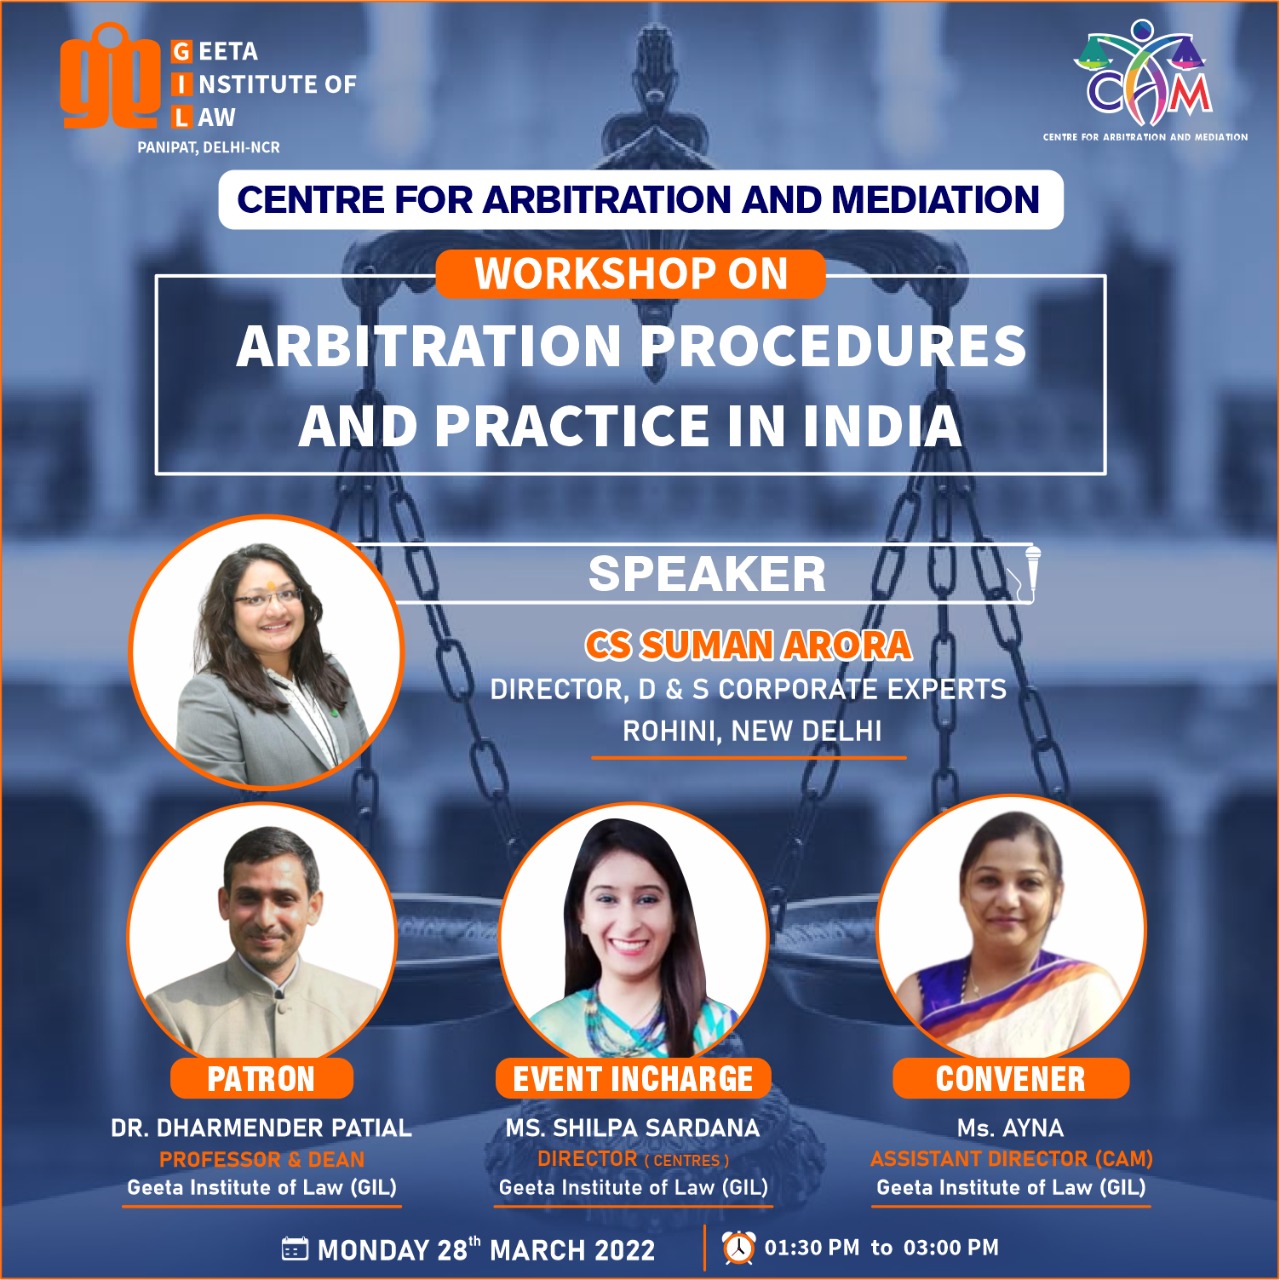 GEETA
INSTITUTE OF
LAW
PANIPAT, DELHI-NCR
CAM
CENTRE FOR ARBITRATION AND MEDIATION
CENTRE FOR ARBITRATION AND MEDIATION
WORKSHOP ON
ARBITRATION PROCEDURES
AND PRACTICE IN INDIA
SPEAKER
CS SUMAN ARORA
DIRECTOR, D & S CORPORATE EXPERTS
ROHINI, NEW DELHI
PATRON
DR. DHARMENDER PATIAL
PROFESSOR & DEAN
Geeta Institute of Law (GIL)
EVENT INCHARGE
MS. SHILPA SARDANA
DIRECTOR ( CENTRES )
Geeta Institute of Law (GIL)
CONVENER
Ms. AYNA
ASSISTANT DIRECTOR (CAM)
Geeta Institute of Law (GIL)
MONDAY 28th MARCH 2022
01:30 PM to 03:00 PM